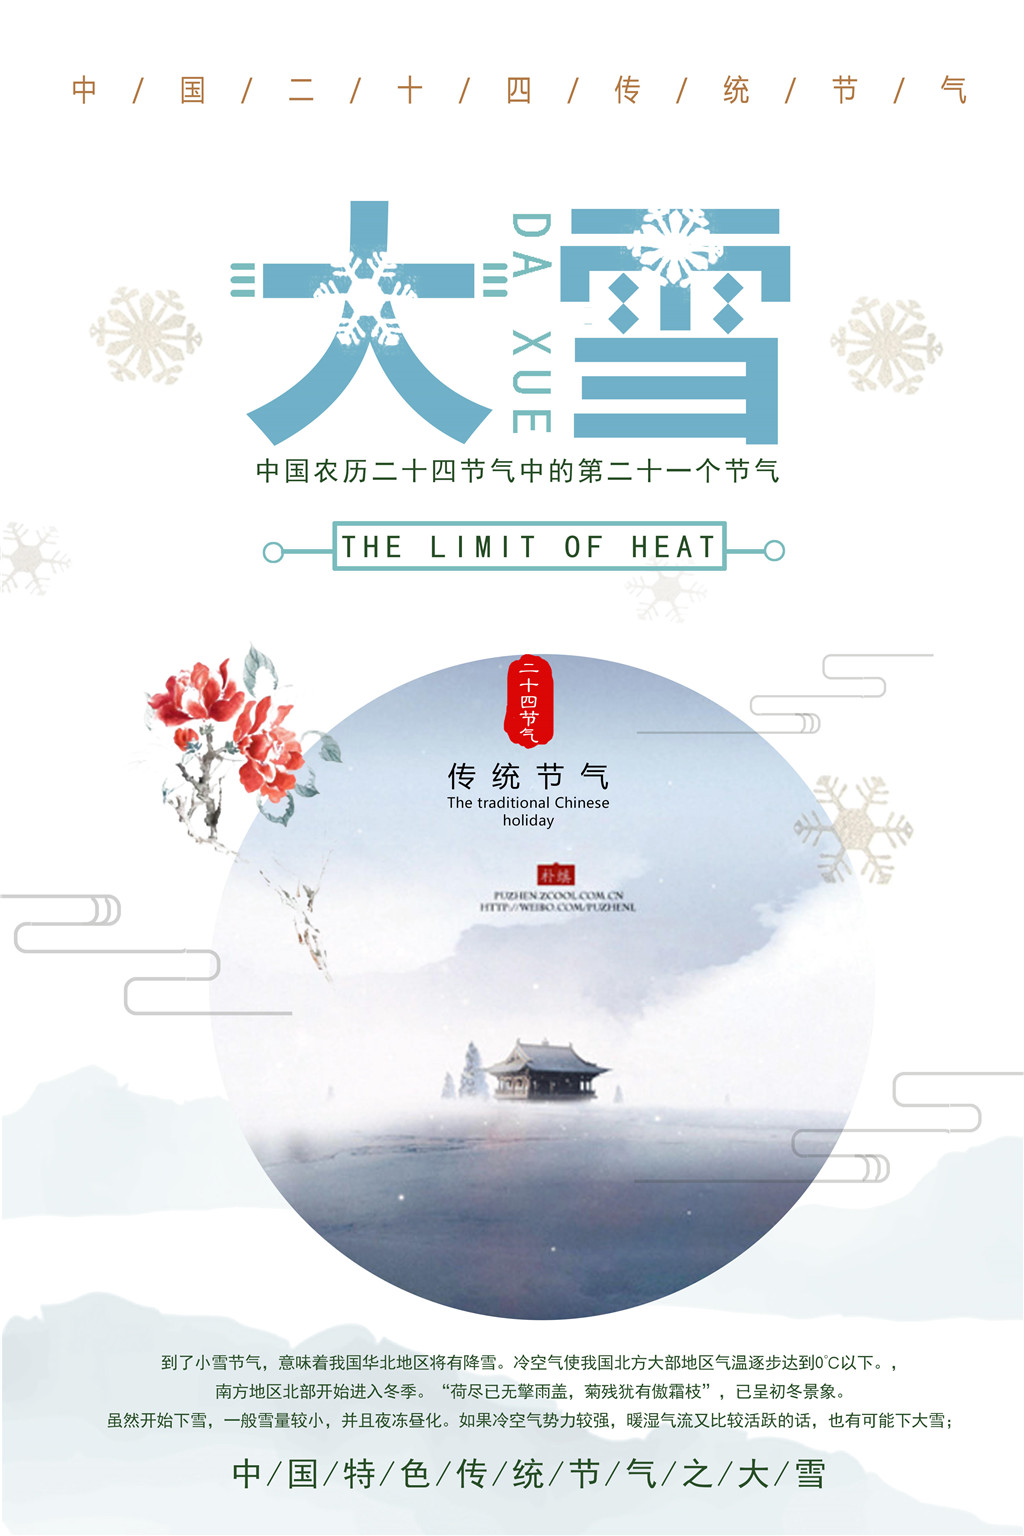 中/国/二/十/四/传/统/节/气
大雪
DA XUE
中国农历二十四节气中的第二十一个节气
THE LIMIT OF HEAT
二十四节气
传统节气
The traditional Chinese
holiday
朴缜
PUZHEN.ZCOOL.COM.CN
HTTP://WEIBO.COM/PUZHENL
到了小雪节气，意味着我国华北地区将有降雪。冷空气使我国北方大部地区气温逐步达到0℃以下。，
南方地区北部开始进入冬季。“荷尽已无擎雨盖，菊残犹有傲霜枝”，已呈初冬景象。
虽然开始下雪，一般雪量较小，并且夜冻昼化。如果冷空气势力较强，暖湿气流又比较活跃的话，也有可能下大雪；
中/国/特/色/传/统/节/气/之/大/雪